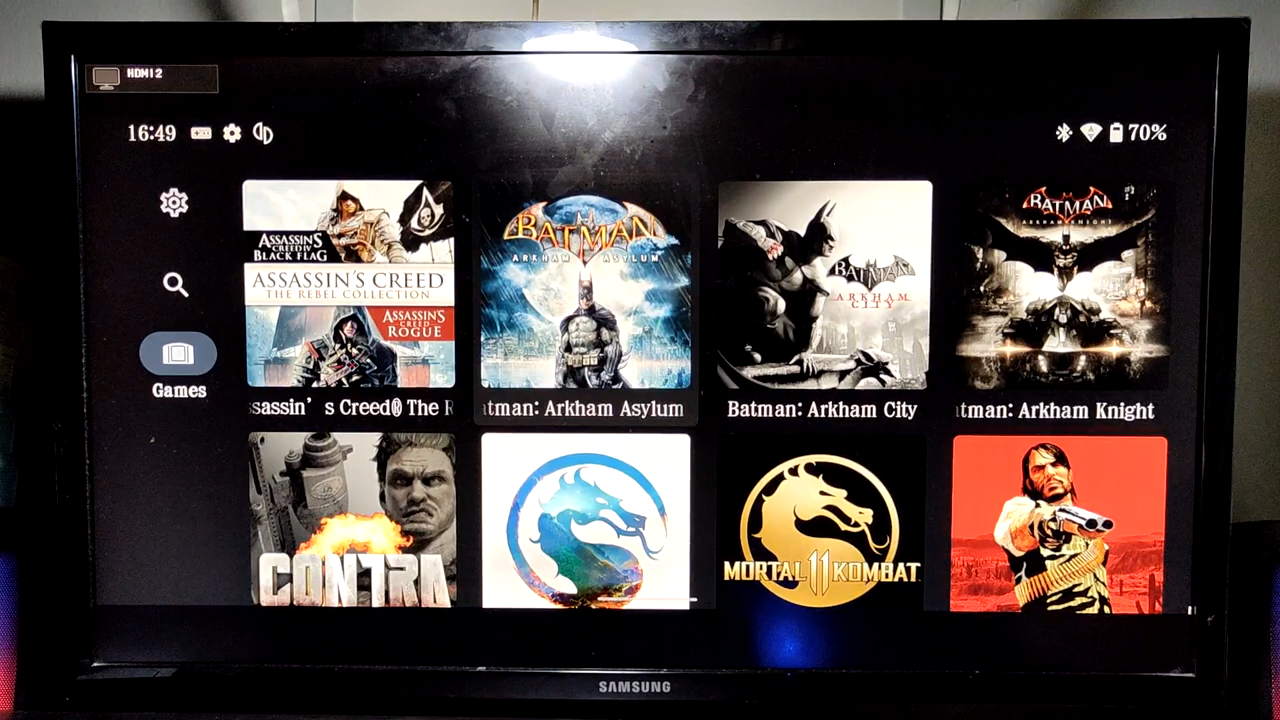 HDMI2
16:49
70%
ASSASSIN'S
CREED IV
BLACK FLAG
ASSASSIN'S CREED
THE REBEL COLLECTION
ASSASSIN'S
CREED
ROGUE
BATMAN
ARKHAM ASYLUM
BATMAN
ARKHAM
CITY
BATMAN
ARKHAM KNIGHT
Games
ssassin's Creed® The R
atman: Arkham Asylum
Batman: Arkham City
atman: Arkham Knight
CONTRA
MORTAL KOMBAT
11
SAMSUNG